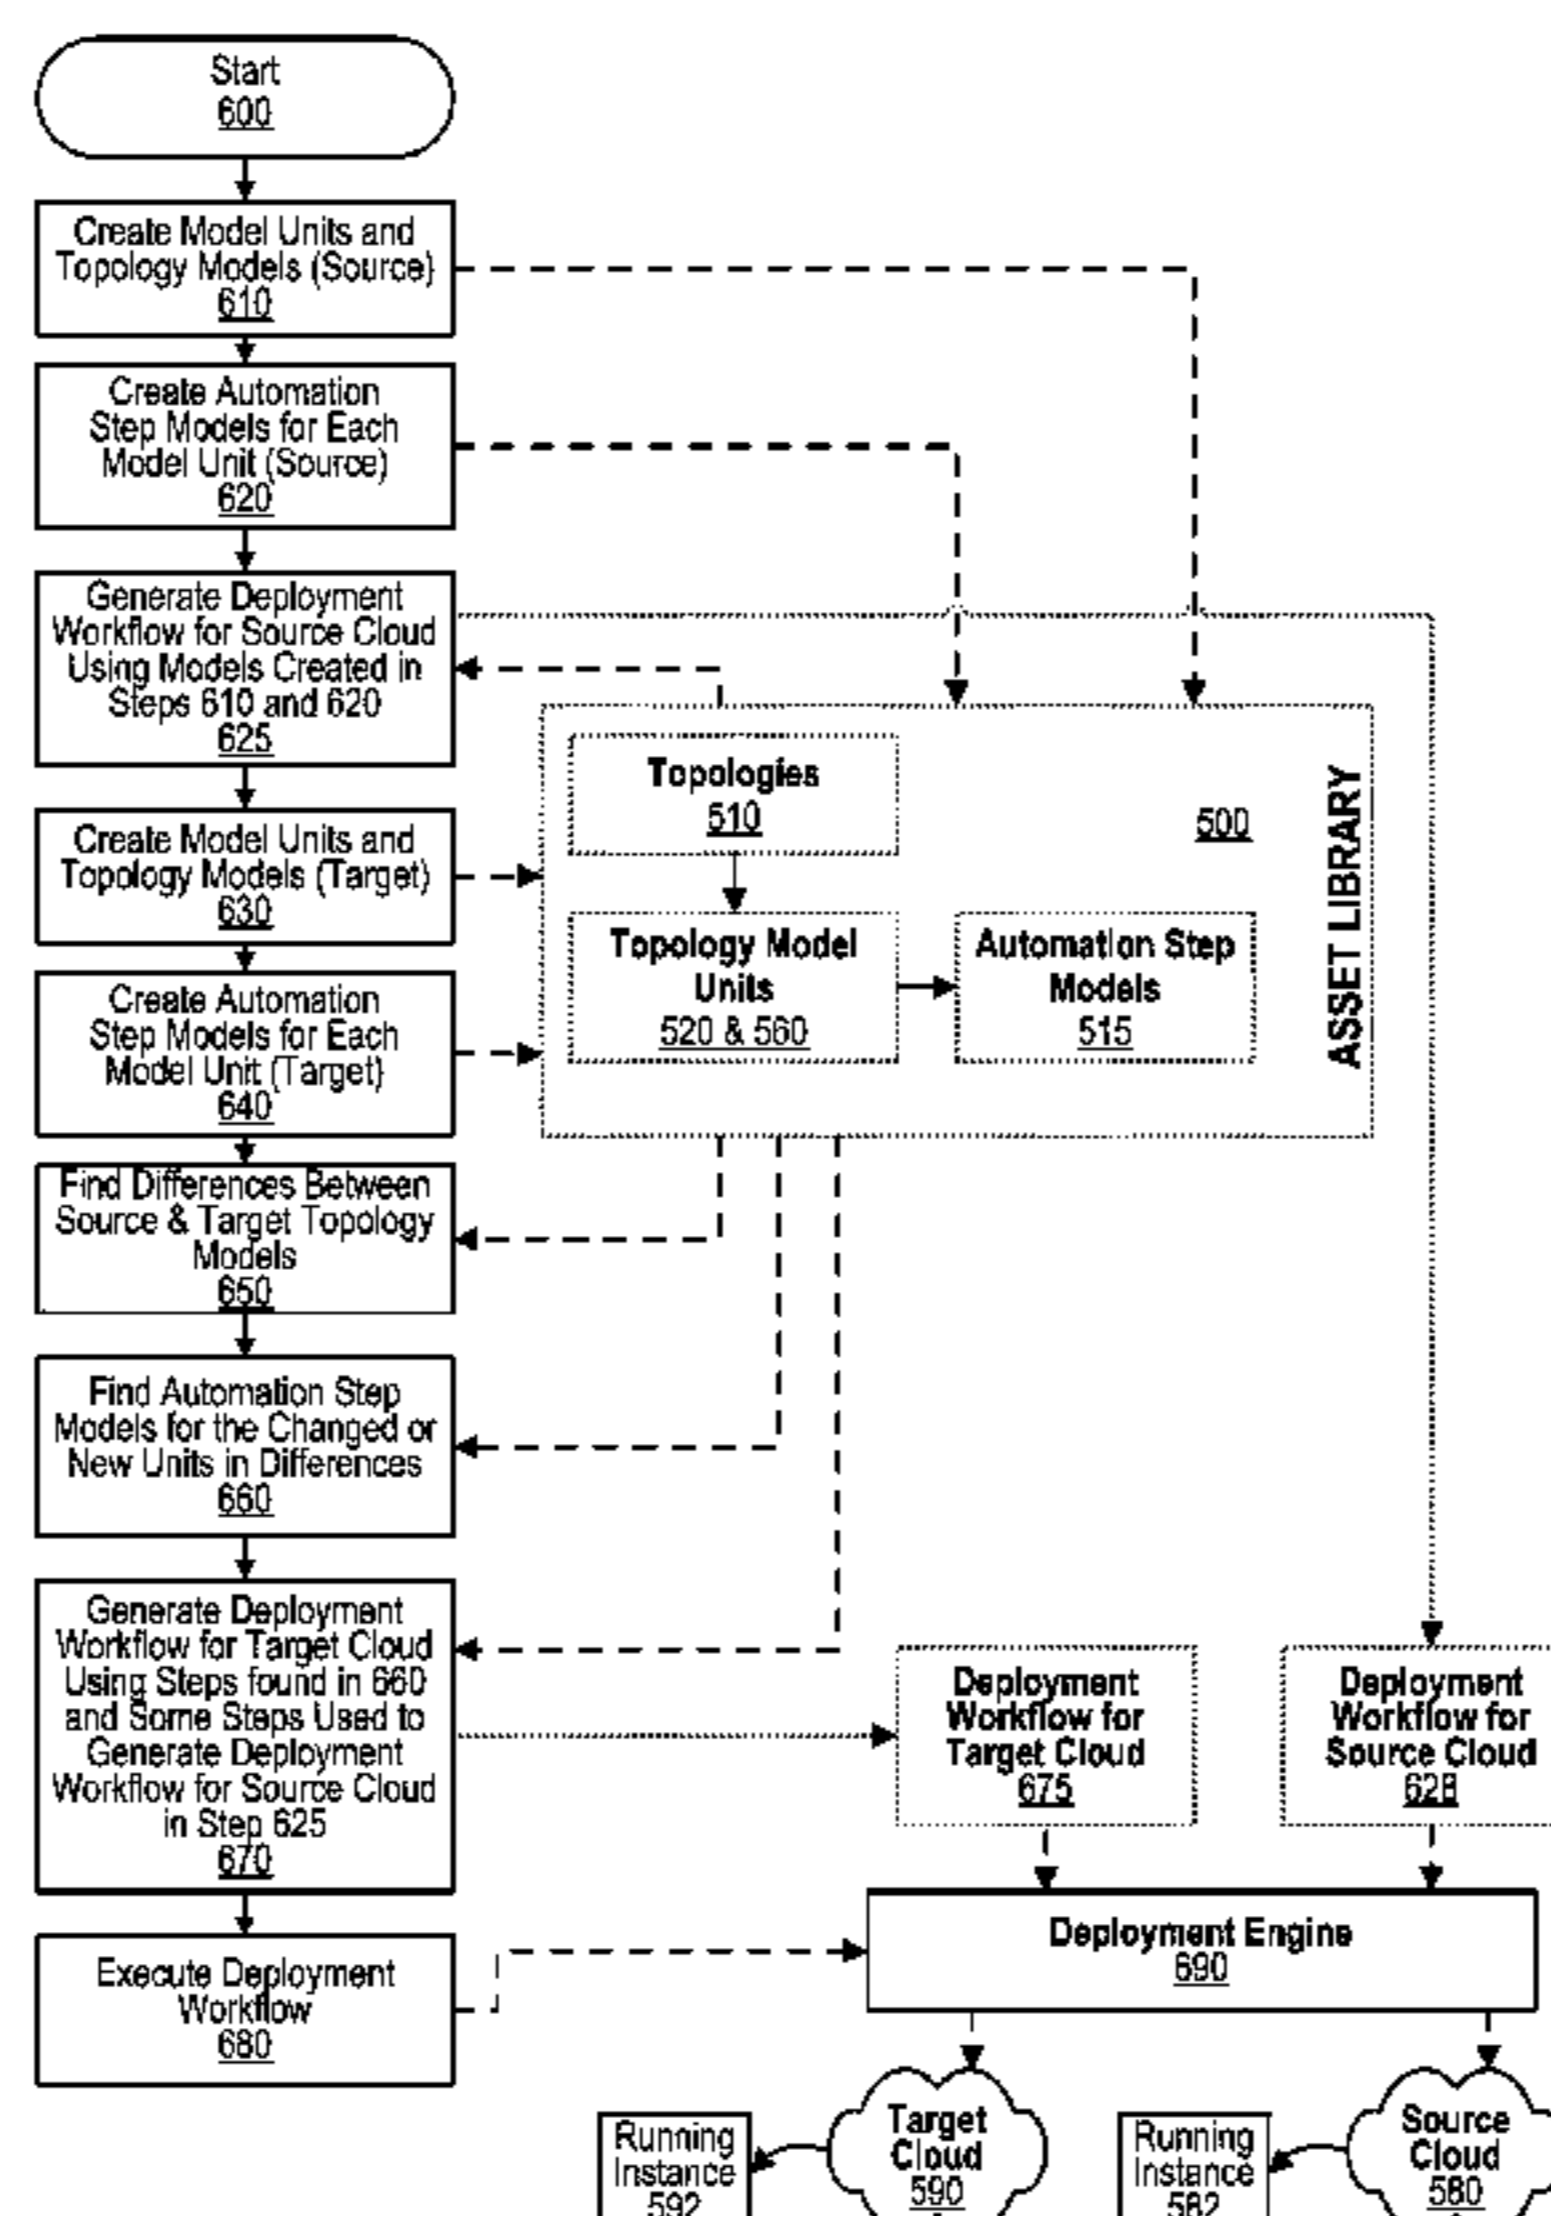 Start
600
Create Model Units and
Topology Models (Source)
610
Create Automation
Step Models for Each
Model Unit (Source)
620
Generate Deployment
Workflow for Source Cloud
Using Models Created in
Steps 610 and 620
625
Create Model Units and
Topology Models (Target)
630
Create Automation
Step Models for Each
Model Unit (Target)
640
Find Differences Between
Source & Target Topology
Models
650
Find Automation Step
Models for the Changed or
New Units in Differences
660
Generate Deployment
Workflow for Target Cloud
Using Steps found in 660
and Some Steps Used to
Generate Deployment
Workflow for Source Cloud
in Step 625
670
Execute Deployment
Workflow
680
Topologies
510
500
ASSET LIBRARY
Topology Model
Units
520 & 560
Automation Step
Models
515
Deployment
Workflow for
Target Cloud
675
Deployment
Workflow for
Source Cloud
628
Deployment Engine
690
Running
Instance
592
Target
Cloud
590
Running
Instance
582
Source
Cloud
580